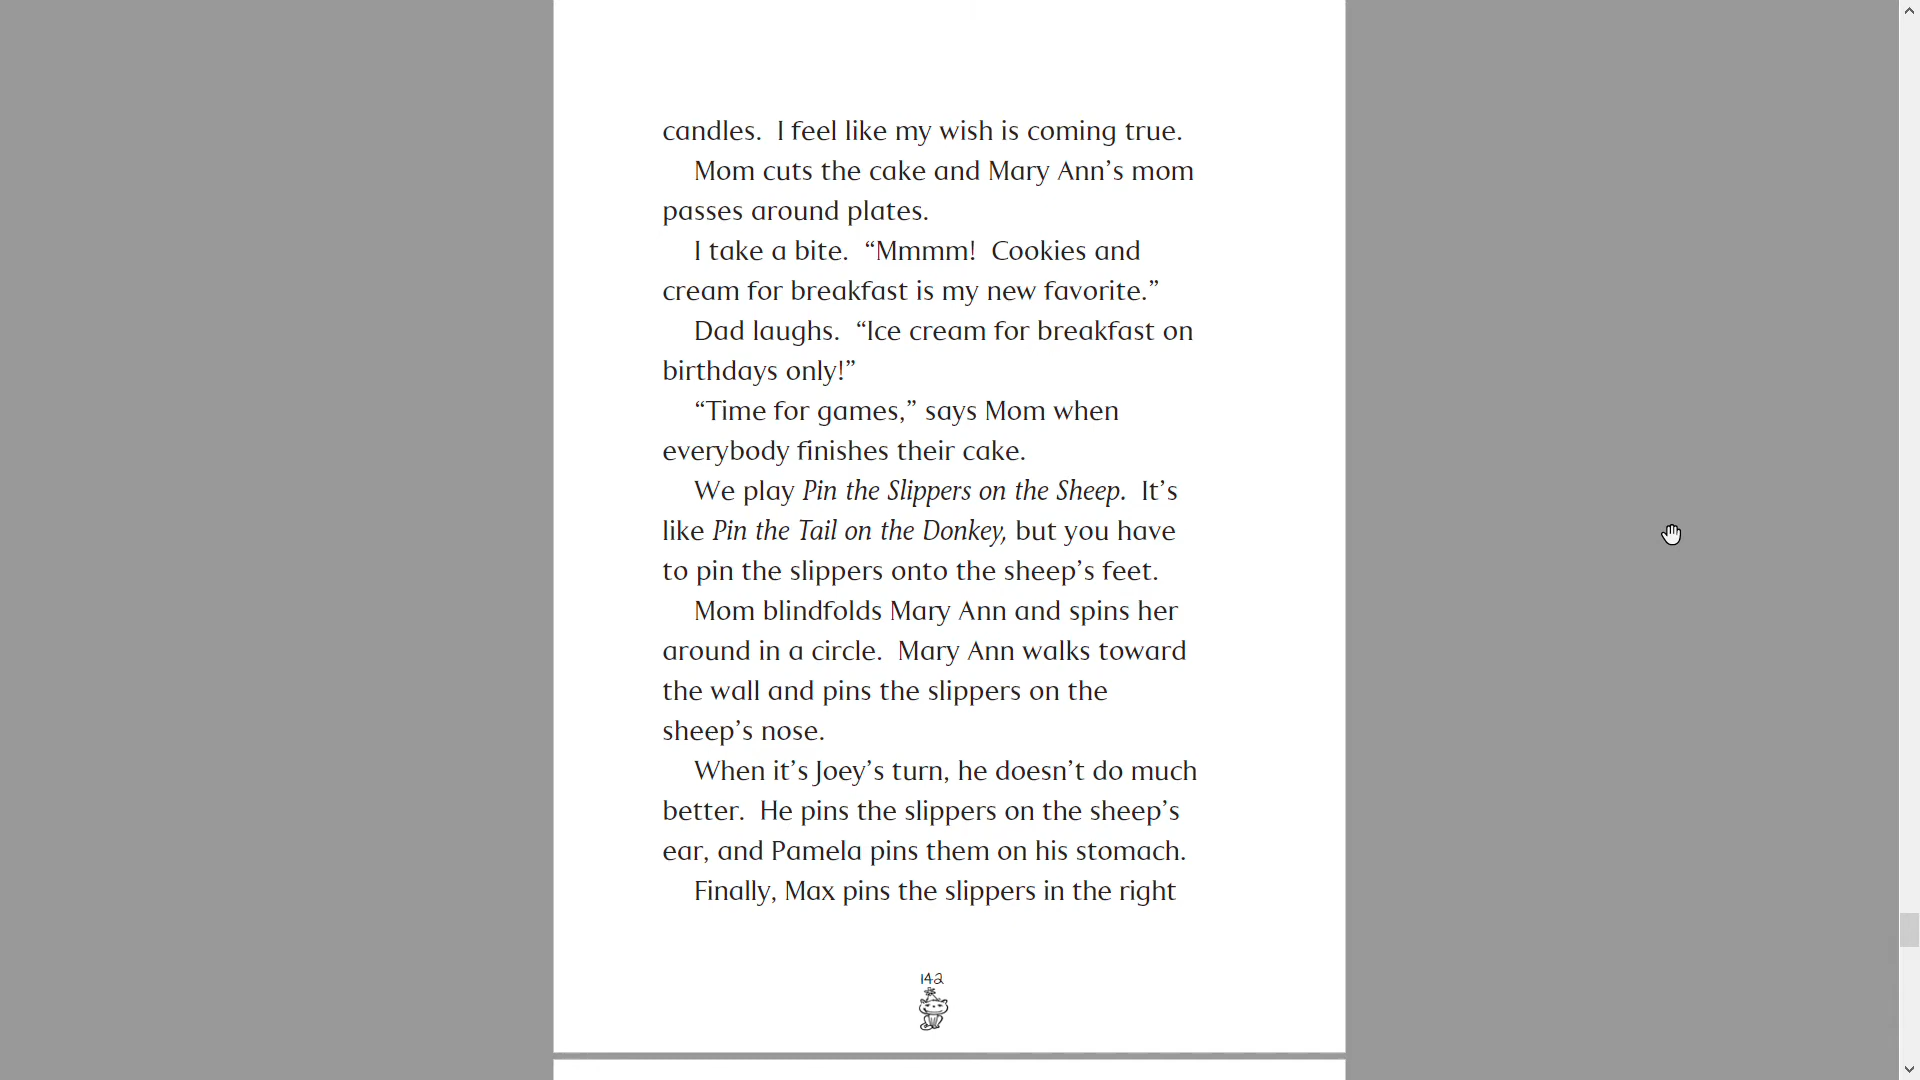 candles.  I feel like my wish is coming true.
Mom cuts the cake and Mary Ann’s mom
passes around plates.
I take a bite.  “Mmmm!  Cookies and
cream for breakfast is my new favorite.”
Dad laughs.  “Ice cream for breakfast on
birthdays only!”
“Time for games,” says Mom when
everybody finishes their cake.
We play Pin the Slippers on the Sheep.  It’s
like Pin the Tail on the Donkey, but you have
to pin the slippers onto the sheep’s feet.
Mom blindfolds Mary Ann and spins her
around in a circle.  Mary Ann walks toward
the wall and pins the slippers on the
sheep’s nose.
When it’s Joey’s turn, he doesn’t do much
better.  He pins the slippers on the sheep’s
ear, and Pamela pins them on his stomach.
Finally, Max pins the slippers in the right
142